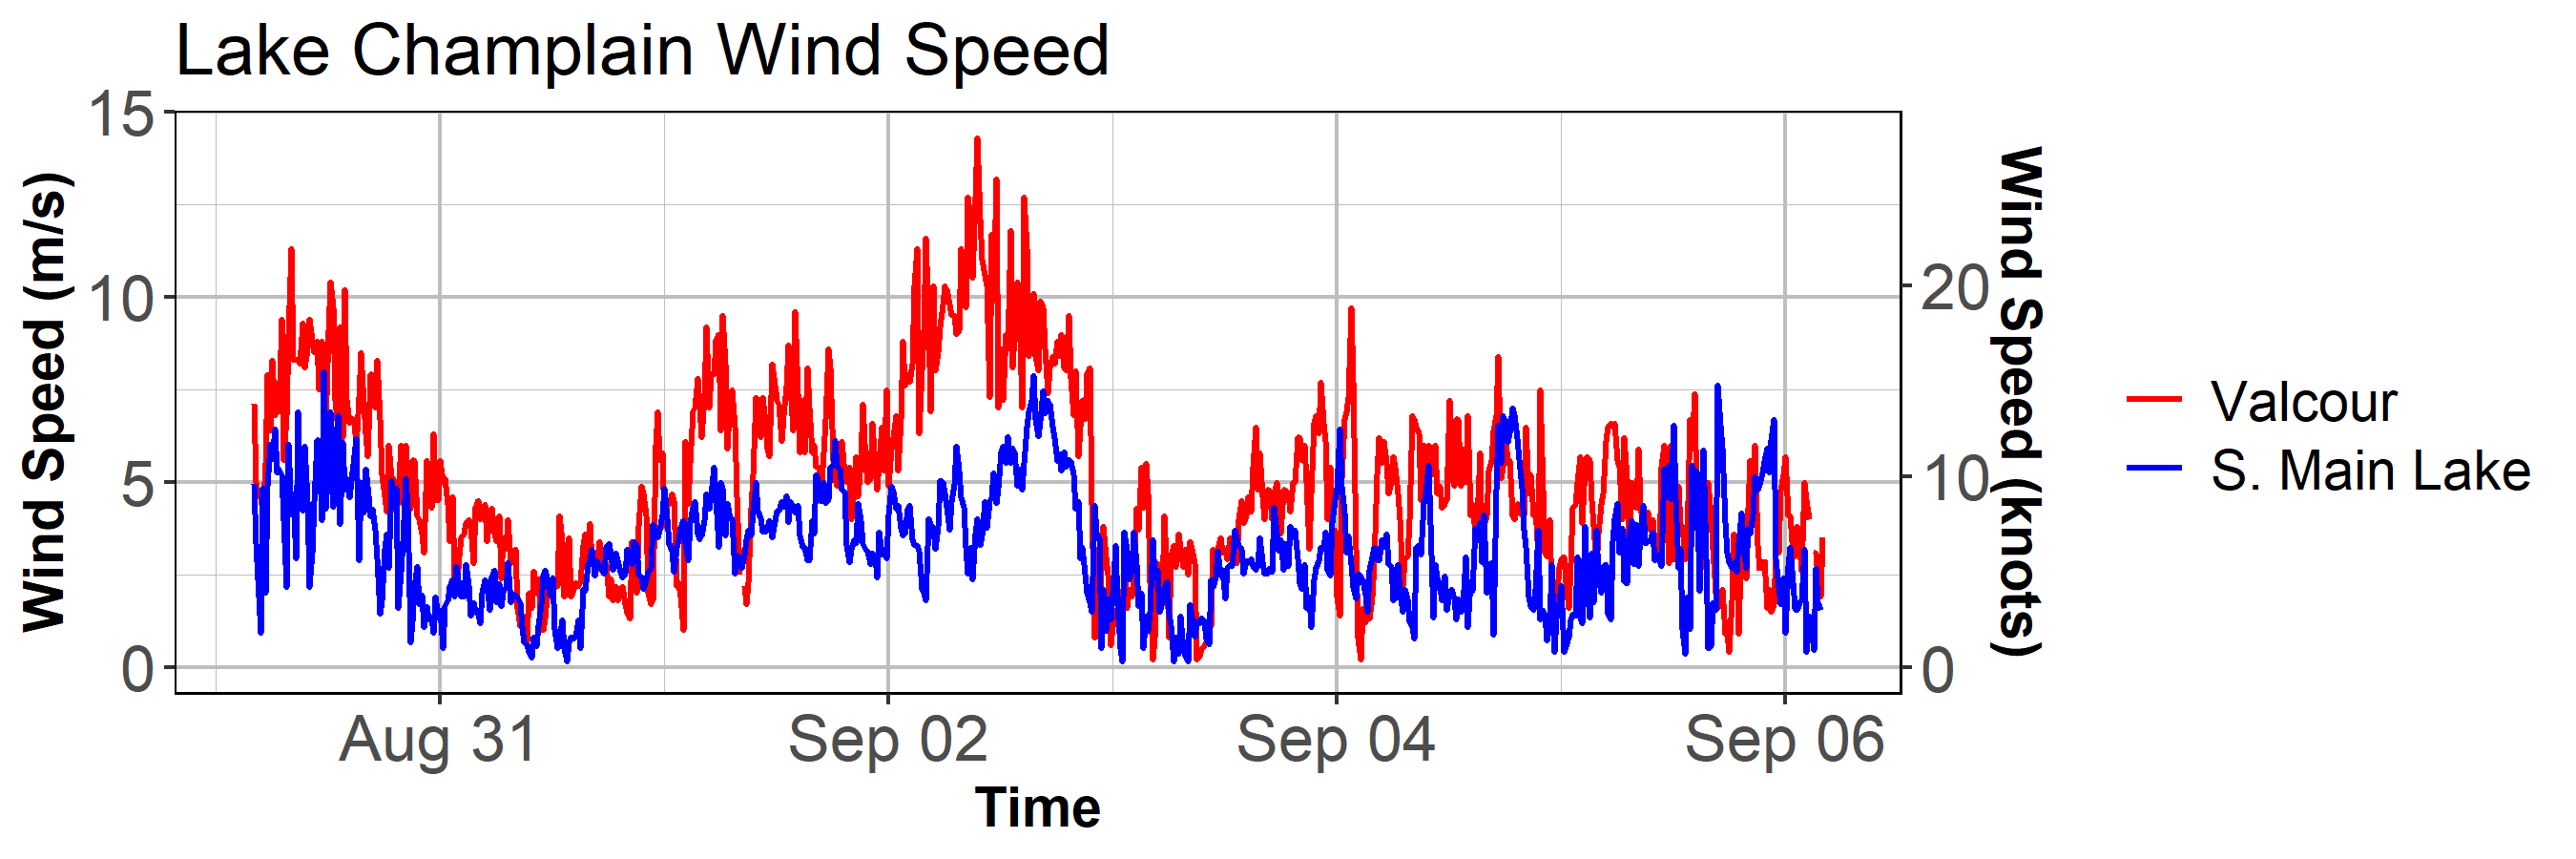 Lake Champlain Wind Speed
Wind Speed (m/s)
15
10
5
0
Aug 31
Sep 02
Sep 04
Sep 06
Time
20
10
0
Wind Speed (knots)
Valcour
S. Main Lake